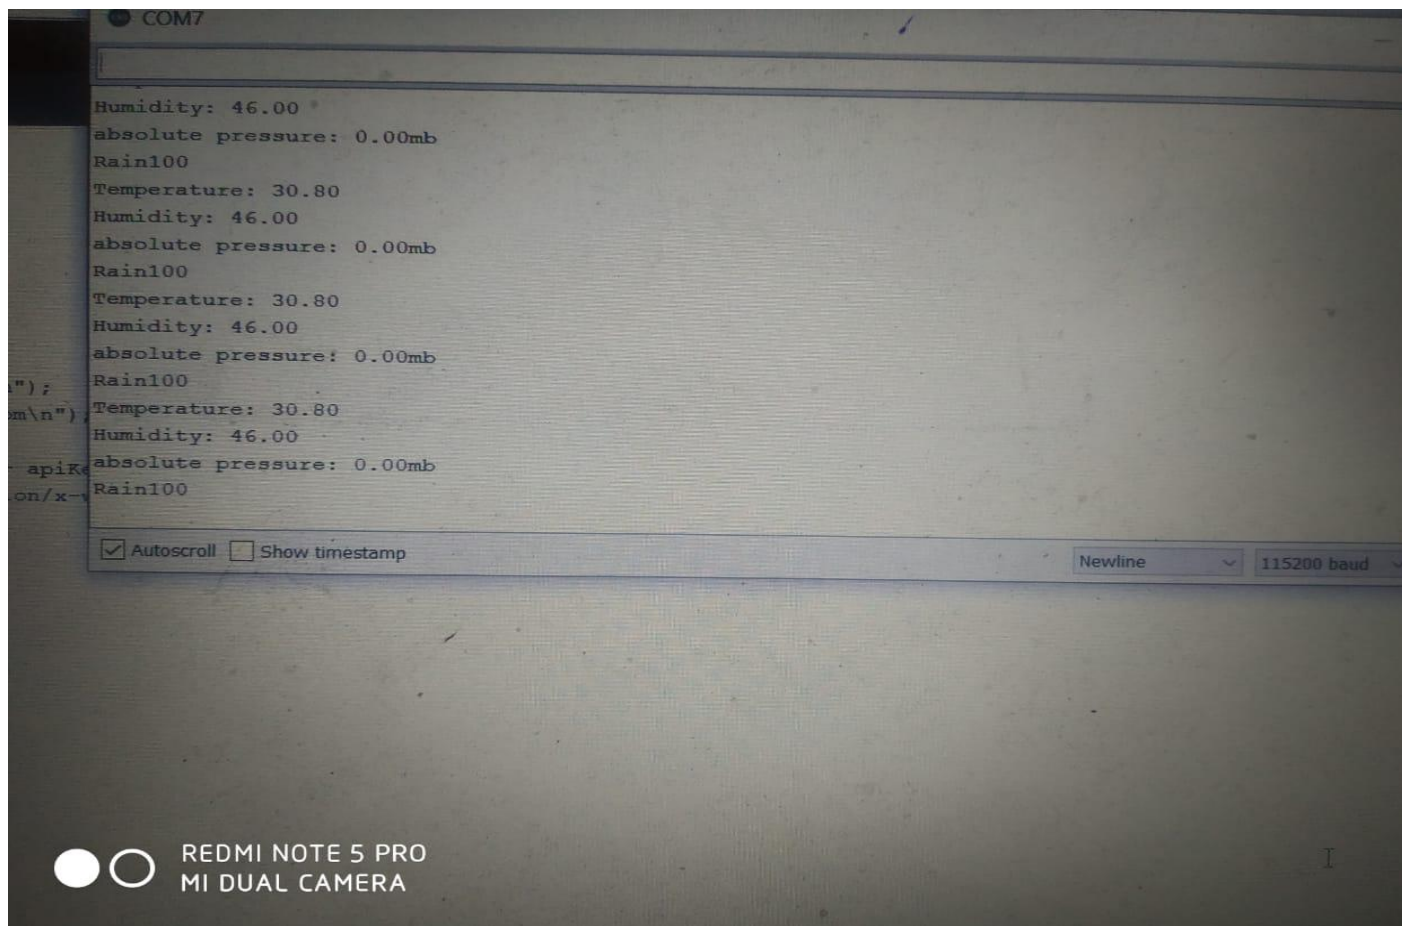 COM7
Humidity: 46.00
absolute pressure: 0.00mb
Rain100
Temperature: 30.80
Humidity: 46.00
absolute pressure: 0.00mb
Rain100
Temperature: 30.80
Humidity: 46.00
absolute pressure: 0.00mb
Rain100
Temperature: 30.80
Humidity: 46.00
absolute pressure: 0.00mb
Rain100
");
m\n");
apiKe
on/x-w
Autoscroll Show timestamp Newline 115200 baud
REDMI NOTE 5 PRO
MI DUAL CAMERA